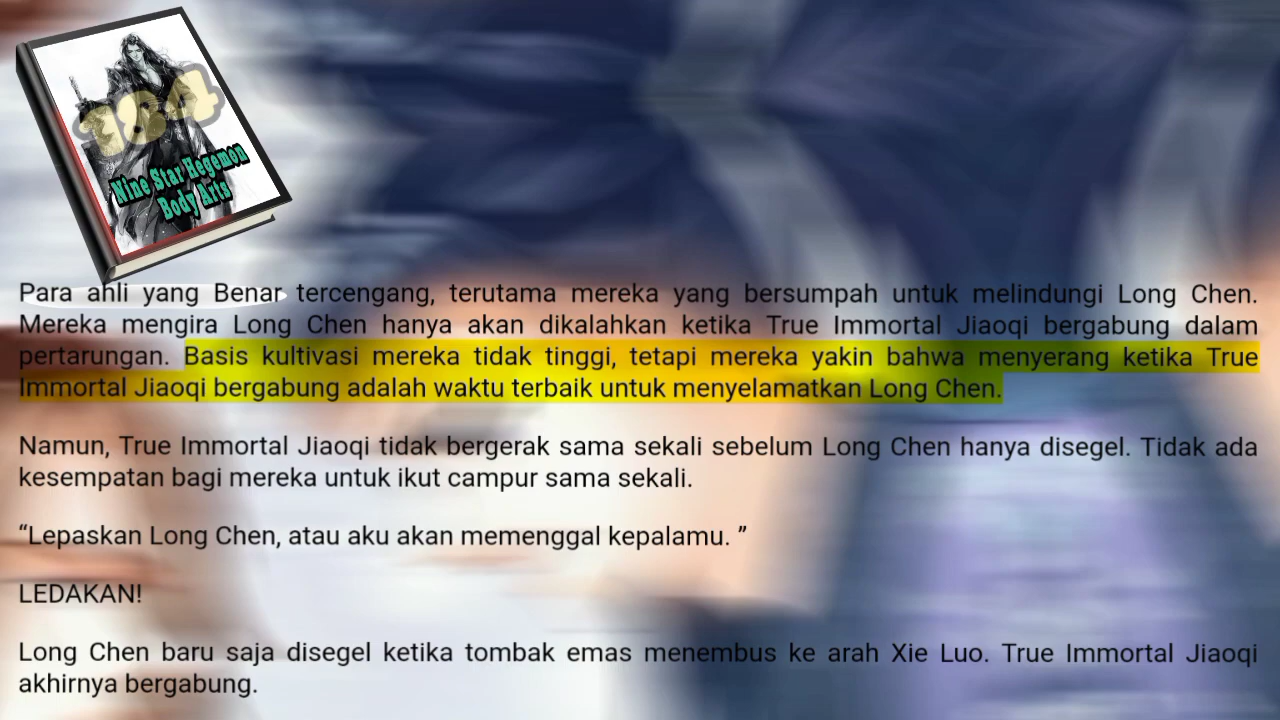 184
Nine Star Hegemon
Body Arts
Para ahli yang Benar tercengang, terutama mereka yang bersumpah untuk melindungi Long Chen.
Mereka mengira Long Chen hanya akan dikalahkan ketika True Immortal Jiaoqi bergabung dalam
pertarungan. Basis kultivasi mereka tidak tinggi, tetapi mereka yakin bahwa menyerang ketika True
Immortal Jiaoqi bergabung adalah waktu terbaik untuk menyelamatkan Long Chen.
Namun, True Immortal Jiaoqi tidak bergerak sama sekali sebelum Long Chen hanya disegel. Tidak ada
kesempatan bagi mereka untuk ikut campur sama sekali.
“Lepaskan Long Chen, atau aku akan memenggal kepalamu. ”
LEDAKAN!
Long Chen baru saja disegel ketika tombak emas menembus ke arah Xie Luo. True Immortal Jiaoqi
akhirnya bergabung.